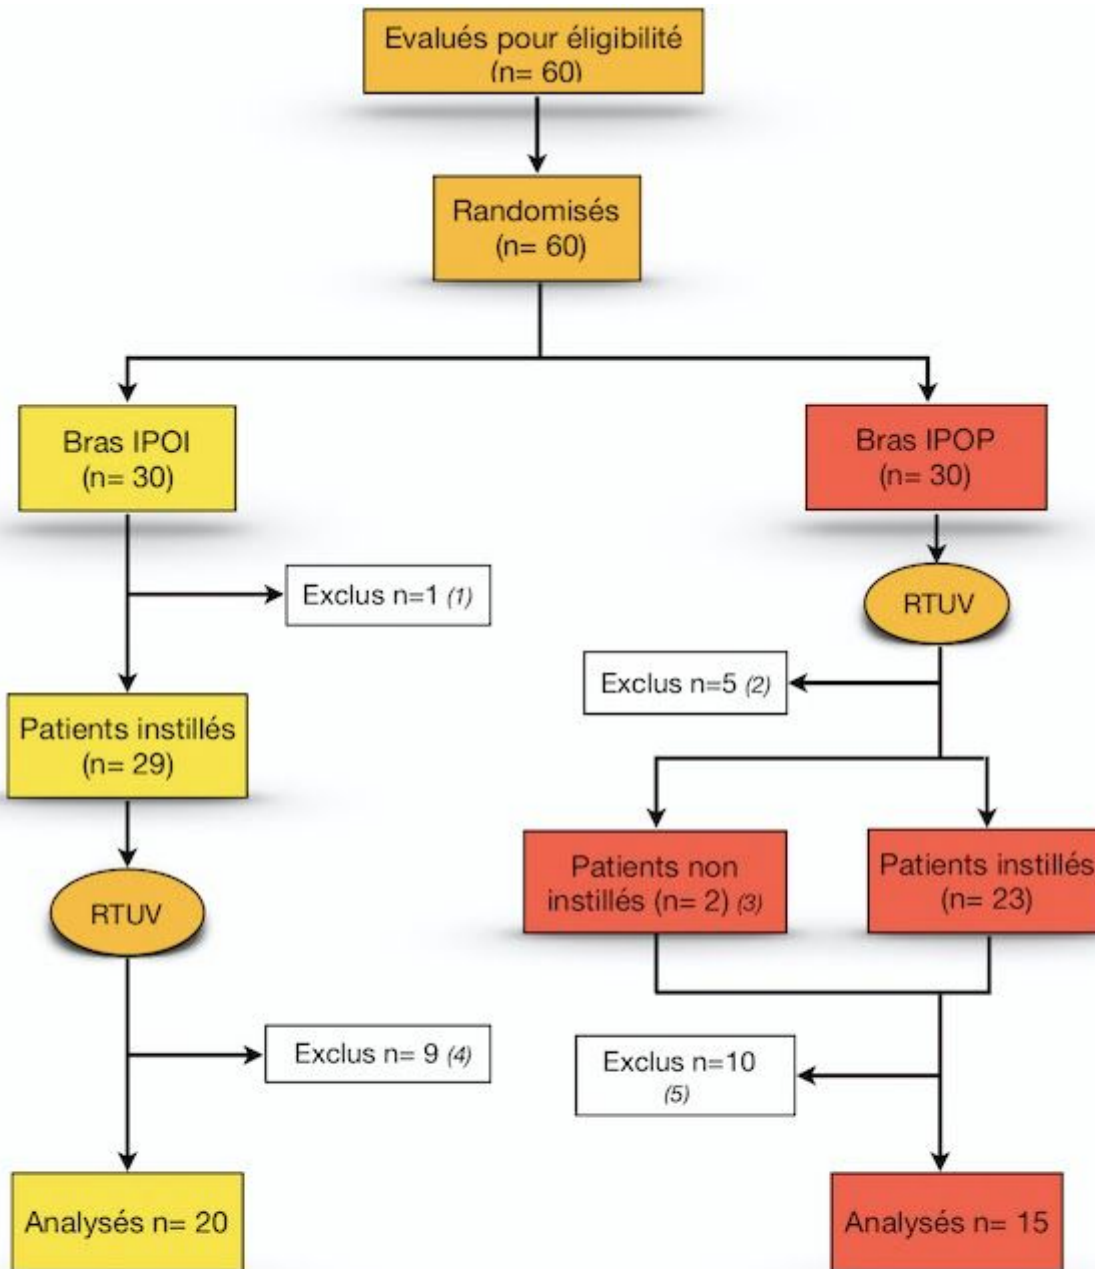 Evalués pour éligibilité
(n= 60)
Randomisés
(n= 60)
Bras IPOI
(n= 30)
Bras IPOP
(n= 30)
Exclus n=1 (1)
RTUV
Exclus n=5 (2)
Patients instillés
(n= 29)
Patients non
instillés (n= 2) (3)
Patients instillés
(n= 23)
RTUV
Exclus n= 9 (4)
Exclus n=10
(5)
Analysés n= 20
Analysés n= 15